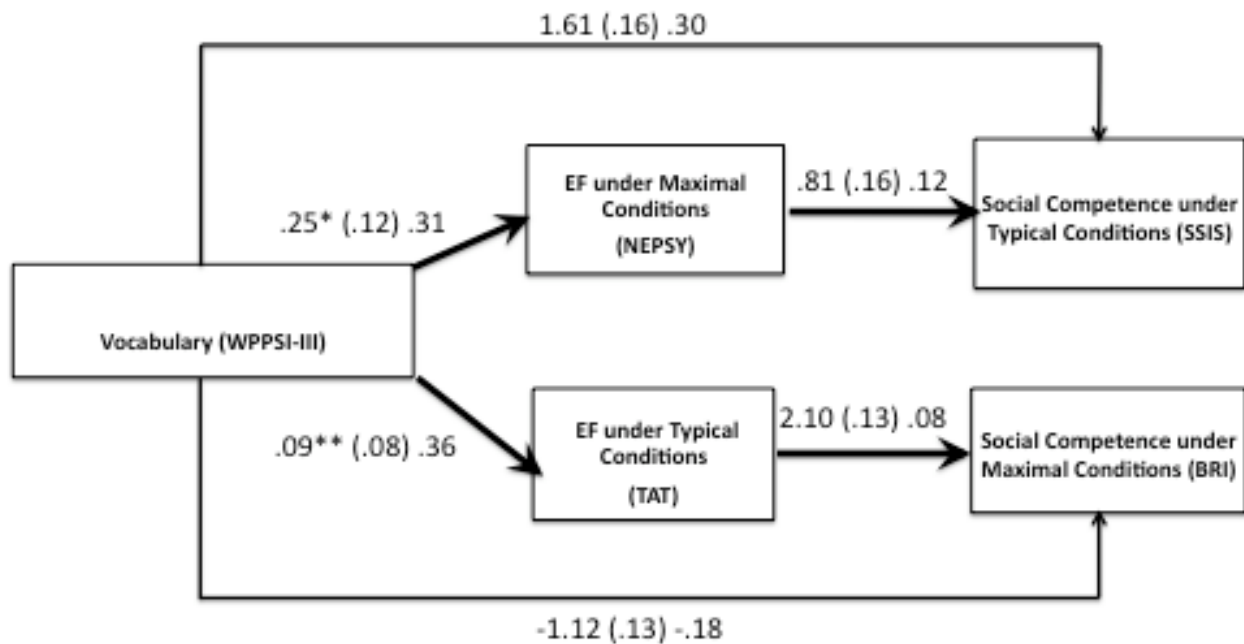 1.61 (.16) .30
EF under Maximal
Conditions
(NEPSY)
.81 (.16) .12
Social Competence under
Typical Conditions (SSIS)
.25* (.12) .31
Vocabulary (WPPSI-III)
.09** (.08) .36
EF under Typical
Conditions
(TAT)
2.10 (.13) .08
Social Competence under
Maximal Conditions (BRI)
-1.12 (.13) -.18